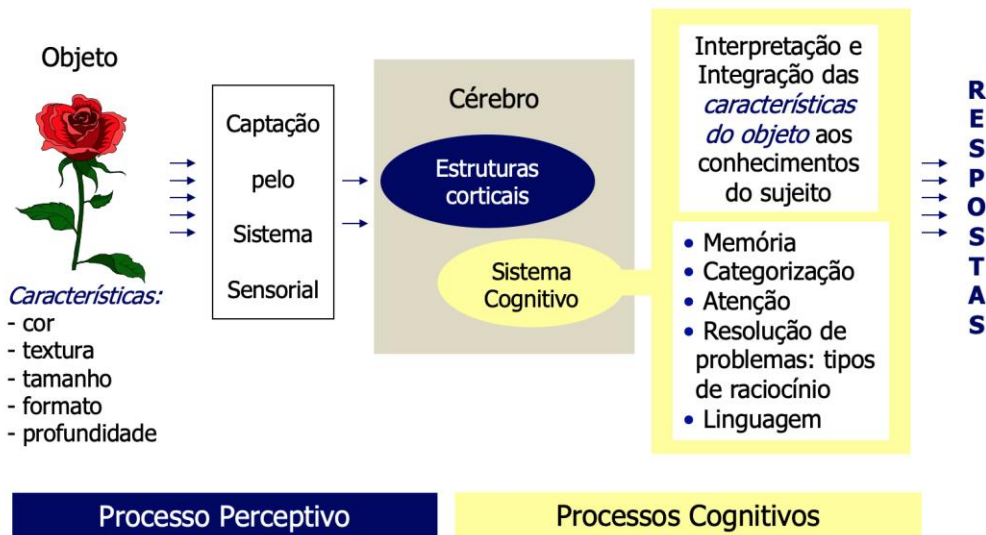 Objeto
Características:
- cor
- textura
- tamanho
- formato
- profundidade
Captação
pelo
Sistema
Sensorial
Cérebro
Estruturas
corticais
Sistema
Cognitivo
Interpretação e
Integração das
características
do objeto aos
conhecimentos
do sujeito
• Memória
• Categorização
• Atenção
• Resolução de
problemas: tipos
de raciocínio
• Linguagem
R
E
S
P
O
S
T
A
S
Processo Perceptivo
Processos Cognitivos